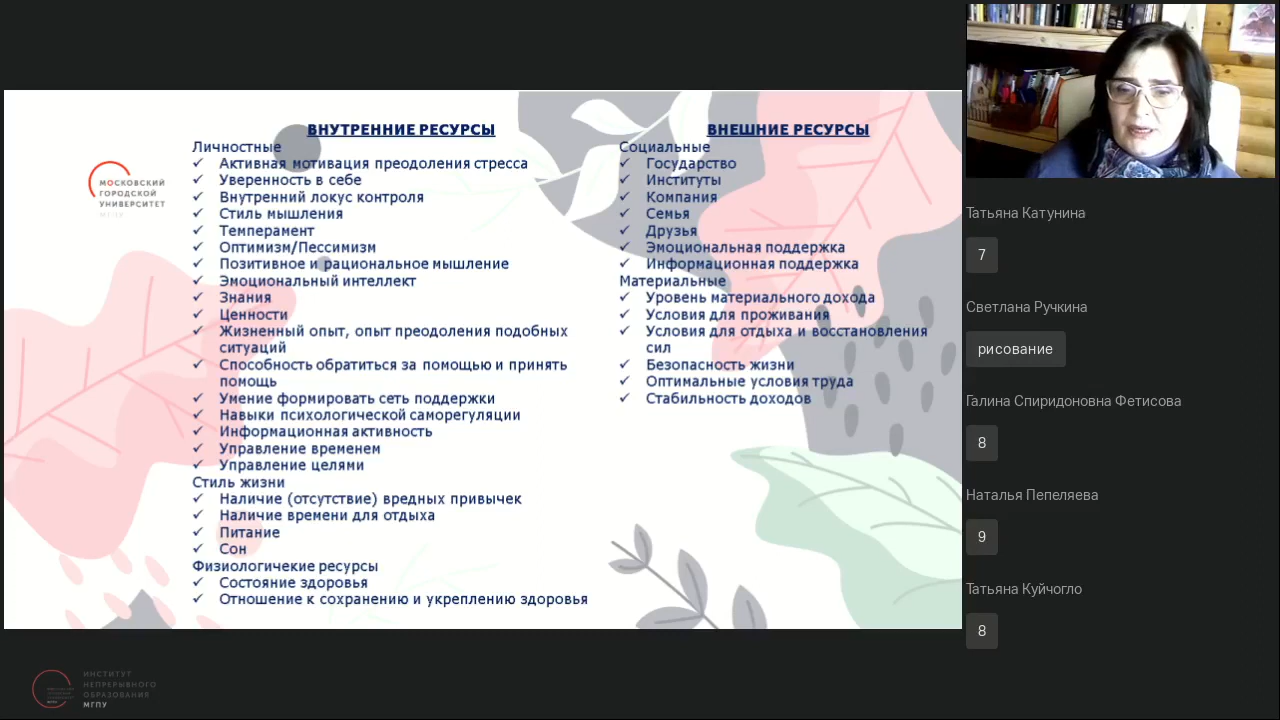 МОСКОВСКИЙ
ГОРОДСКОЙ
УНИВЕРСИТЕТ
МГПУ
ВНУТРЕННИЕ РЕСУРСЫ
Личностные
✓ Активная мотивация преодоления стресса
✓ Уверенность в себе
✓ Внутренний локус контроля
✓ Стиль мышления
✓ Темперамент
✓ Оптимизм/Пессимизм
✓ Позитивное и рациональное мышление
✓ Эмоциональный интеллект
✓ Знания
✓ Ценности
✓ Жизненный опыт, опыт преодоления подобных
ситуаций
✓ Способность обратиться за помощью и принять
помощь
✓ Умение формировать сеть поддержки
✓ Навыки психологической саморегуляции
✓ Информационная активность
✓ Управление временем
✓ Управление целями
Стиль жизни
✓ Наличие (отсутствие) вредных привычек
✓ Наличие времени для отдыха
✓ Питание
✓ Сон
Физиологичекие ресурсы
✓ Состояние здоровья
✓ Отношение к сохранению и укреплению здоровья
ВНЕШНИЕ РЕСУРСЫ
Социальные
✓ Государство
✓ Институты
✓ Компания
✓ Семья
✓ Друзья
✓ Эмоциональная поддержка
✓ Информационная поддержка
Материальные
✓ Уровень материального дохода
✓ Условия для проживания
✓ Условия для отдыха и восстановления
сил
✓ Безопасность жизни
✓ Оптимальные условия труда
✓ Стабильность доходов
Татьяна Катунина
7
Светлана Ручкина
рисование
Галина Спиридоновна Фетисова
8
Наталья Пепеляева
9
Татьяна Куйчогло
8
ИНСТИТУТ
НЕПРЕРЫВНОГО
ОБРАЗОВАНИЯ
МГПУ